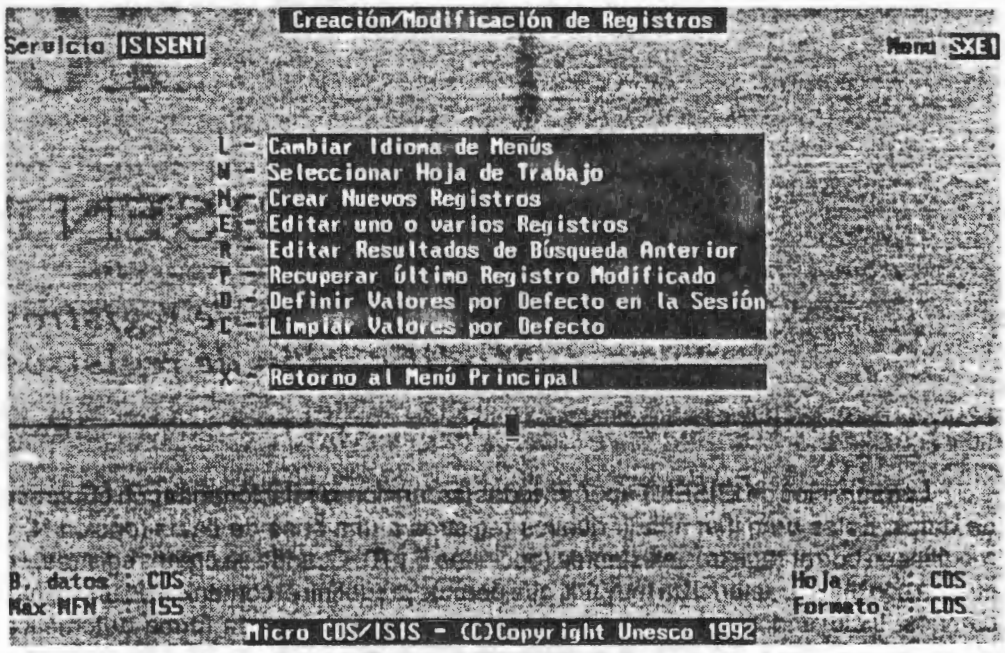 Creación/Modificación de Registros
Servicio ISISENT
Menu SXE1
L - Cambiar Idioma de Menús
- Seleccionar Hoja de Trabajo
N - Crear Nuevos Registros
E - Editar uno o varios Registros
R - Editar Resultados de Búsqueda Anterior
- Recuperar último Registro Modificado
D - Definir Valores por Defecto en la Sesión
C - Limpiar Valores por Defecto
X - Retorno al Menú Principal
?
B. datos : CDS
Max MFN : 155
Hoja : CDS
Formato : CDS
Micro CDS/ISIS - (C)Copyright Unesco 1992